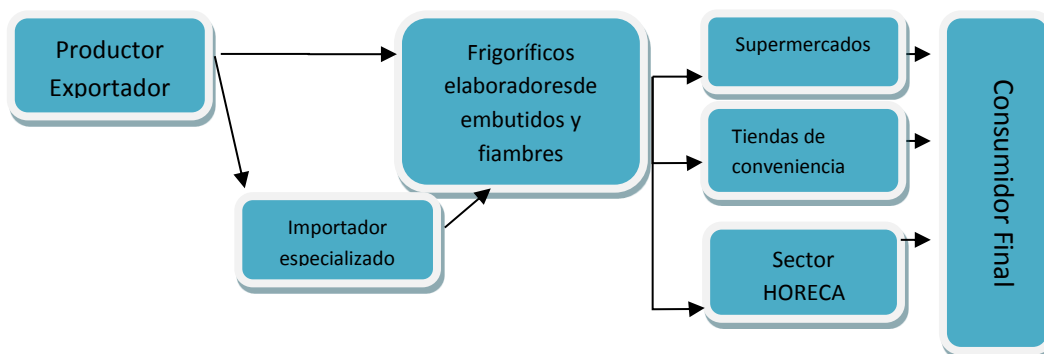 Productor
Exportador
Frigoríficos
elaboradoresde
embutidos y
fiambres
Importador
especializado
Supermercados
Tiendas de
conveniencia
Sector
HORECA
Consumidor Final